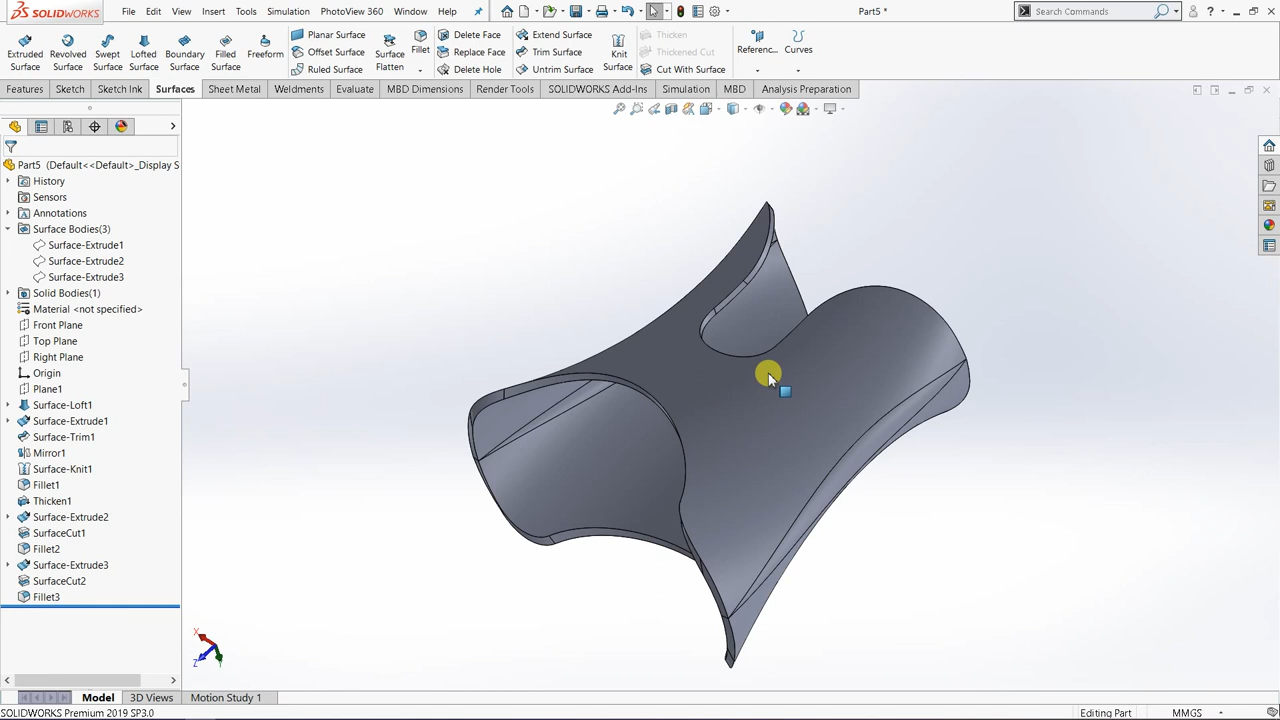 SOLIDWORKS File Edit View Insert Tools Simulation PhotoView 360 Window Help Part5 * Search Commands
Extruded Surface
Revolved Surface
Swept Surface
Lofted Surface
Boundary Surface
Filled Surface
Freeform
Planar Surface
Offset Surface
Ruled Surface
Surface Flatten
Fillet
Delete Face
Replace Face
Delete Hole
Extend Surface
Trim Surface
Untrim Surface
Knit Surface
Thicken
Thickened Cut
Cut With Surface
Referenc...
Curves
Features Sketch Sketch Ink Surfaces Sheet Metal Weldments Evaluate MBD Dimensions Render Tools SOLIDWORKS Add-Ins Simulation MBD Analysis Preparation
Part5 (Default<<Default>_Display S
History
Sensors
Annotations
Surface Bodies(3)
Surface-Extrude1
Surface-Extrude2
Surface-Extrude3
Solid Bodies(1)
Material <not specified>
Front Plane
Top Plane
Right Plane
Origin
Plane1
Surface-Loft1
Surface-Extrude1
Surface-Trim1
Mirror1
Surface-Knit1
Fillet1
Thicken1
Surface-Extrude2
SurfaceCut1
Fillet2
Surface-Extrude3
SurfaceCut2
Fillet3
X
Z
Y
Model 3D Views Motion Study 1
SOLIDWORKS Premium 2019 SP3.0 Editing Part MMGS